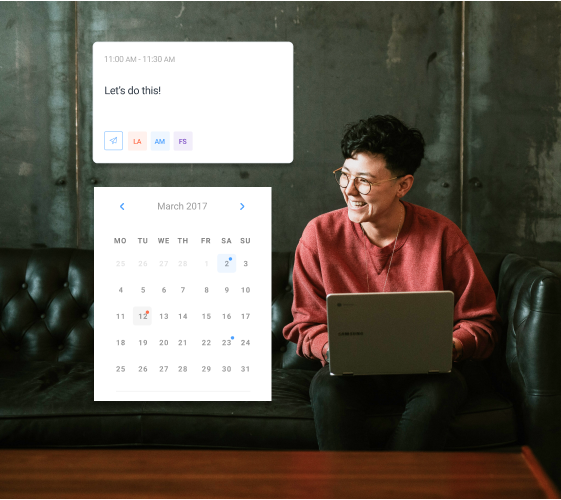 11:00 AM - 11:30 AM
Let's do this!
LA AM FS
March 2017
MO TU WE TH FR SA SU
25 26 27 28 1 2 3
4 5 6 7 8 9 10
11 12 13 14 15 16 17
18 19 20 21 22 23 24
25 26 27 28 29 30 31